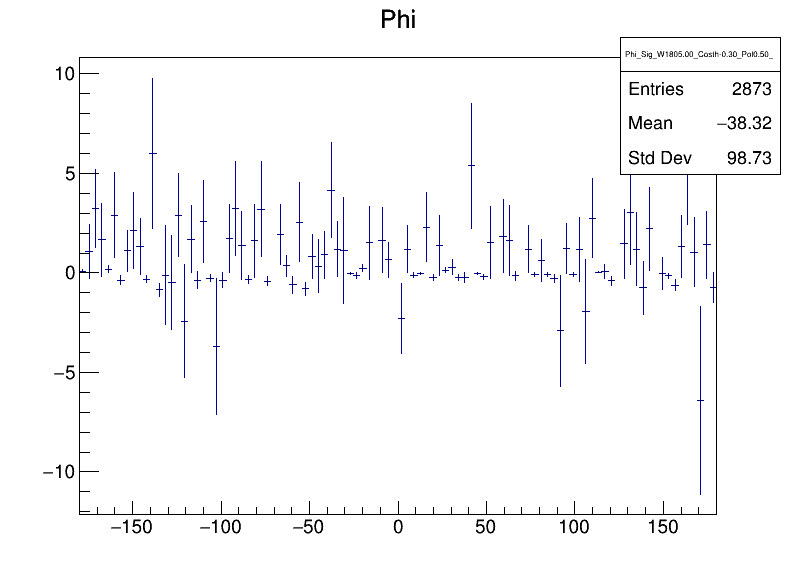 Phi
Phi_Sig_W1805.00_Costh-0.30_Pol0.50_
Entries 2873
Mean −38.32
Std Dev 98.73
10
5
0
−5
−10
−150 −100 −50 0 50 100 150